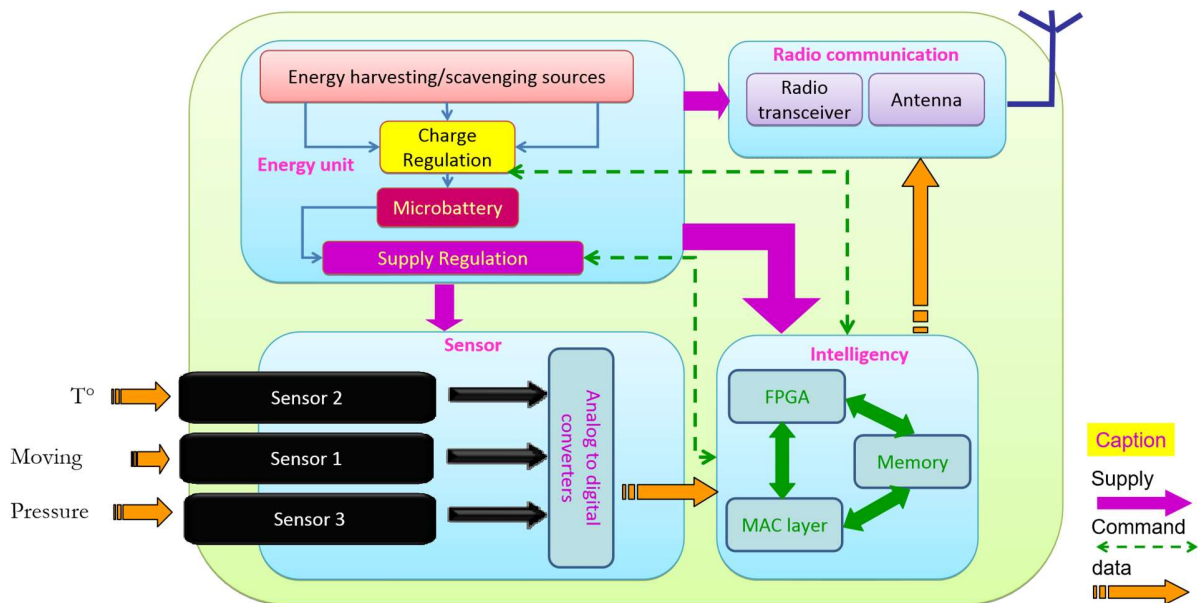 Energy harvesting/scavenging sources
Charge
Regulation
Energy unit
Microbattery
Supply Regulation
Radio communication
Radio
transceiver
Antenna
Sensor
T°
Sensor 2
Moving
Sensor 1
Pressure
Sensor 3
Analog to digital
converters
Intelligency
FPGA
Memory
MAC layer
Caption
Supply
Command
data